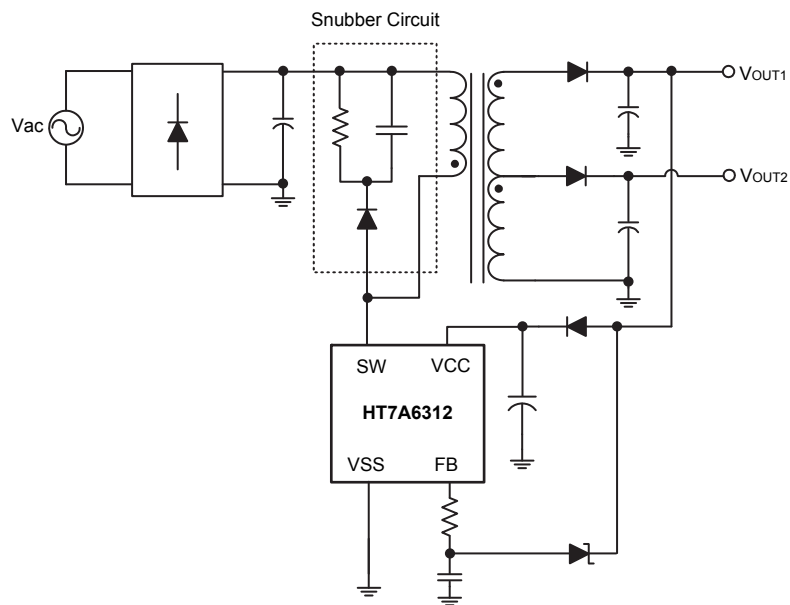 Snubber Circuit
Vac
VOUT1
VOUT2
SW
VCC
HT7A6312
VSS
FB